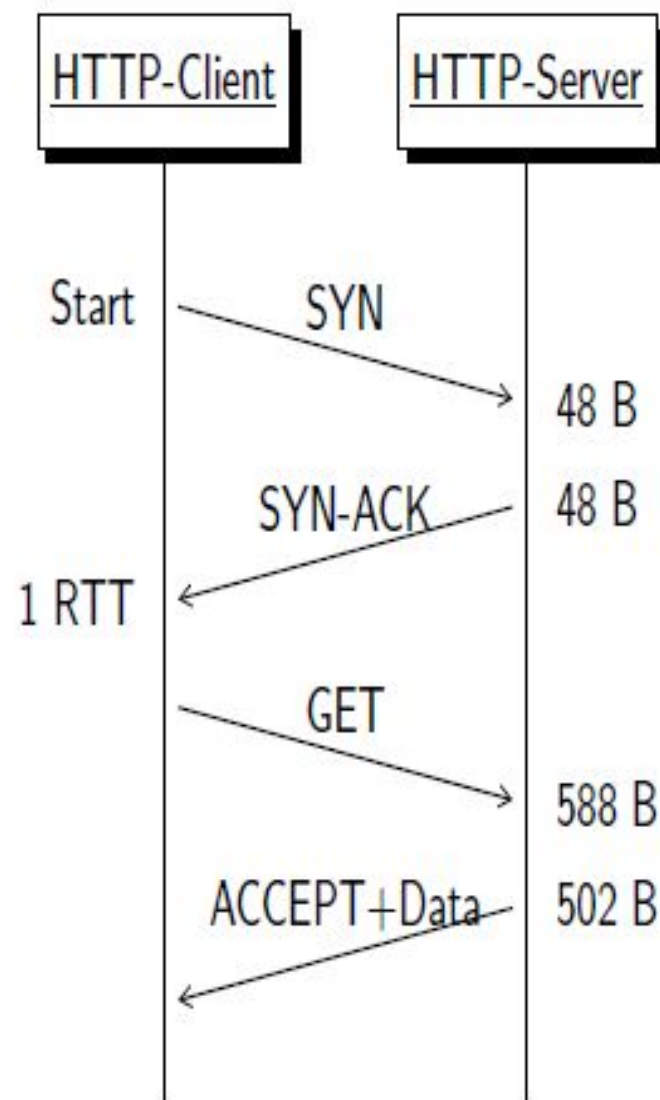 HTTP-Client
HTTP-Server
Start
SYN
48 B
SYN-ACK
48 B
1 RTT
GET
588 B
ACCEPT+Data
502 B